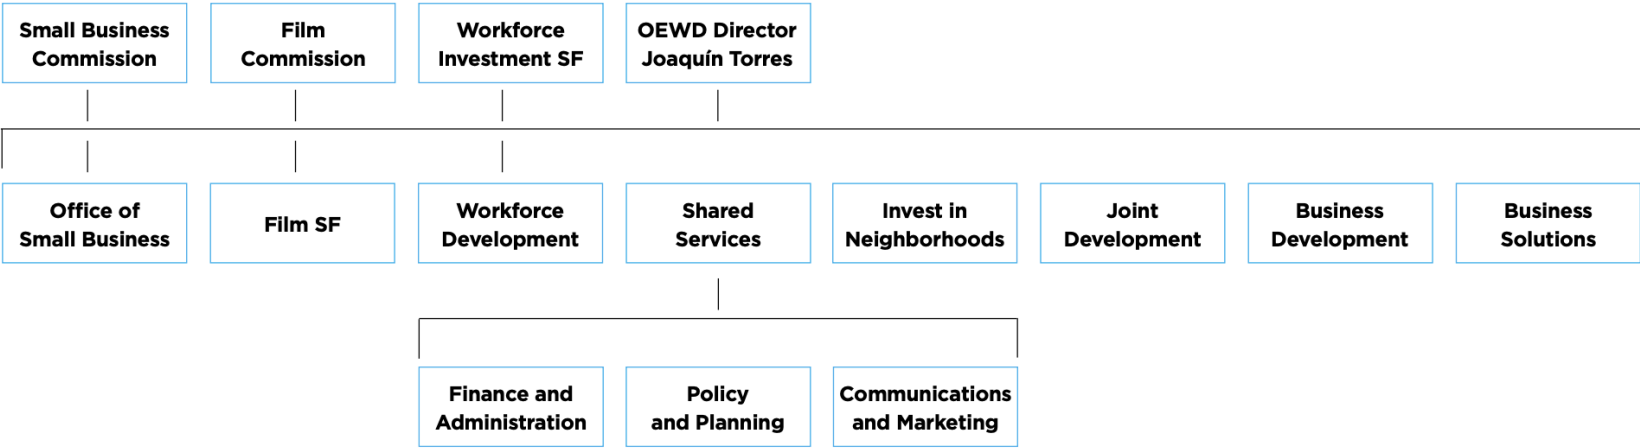 Small Business
Commission
Film
Commission
Workforce
Investment SF
OEWD Director
Joaquín Torres
Office of
Small Business
Film SF
Workforce
Development
Shared
Services
Invest in
Neighborhoods
Joint
Development
Business
Development
Business
Solutions
Finance and
Administration
Policy
and Planning
Communications
and Marketing